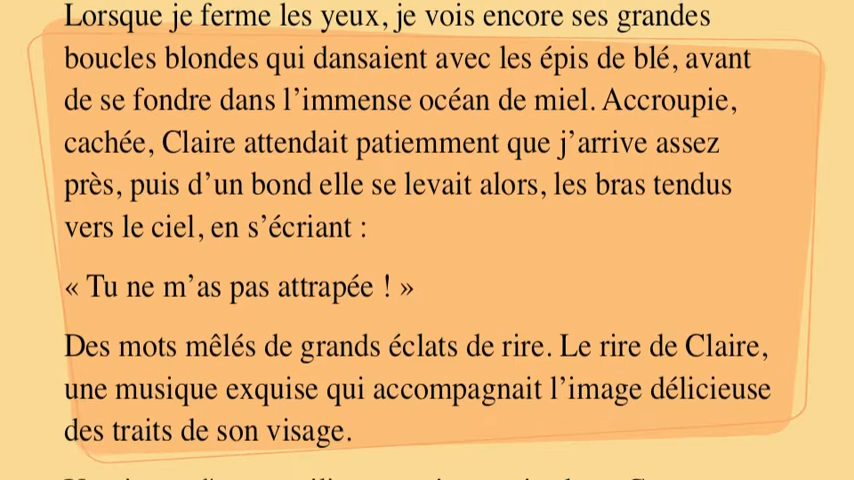 Lorsque je ferme les yeux, je vois encore ses grandes
boucles blondes qui dansaient avec les épis de blé, avant
de se fondre dans l’immense océan de miel. Accroupie,
cachée, Claire attendait patiemment que j’arrive assez
près, puis d’un bond elle se levait alors, les bras tendus
vers le ciel, en s’écriant :
« Tu ne m’as pas attrapée ! »
Des mots mêlés de grands éclats de rire. Le rire de Claire,
une musique exquise qui accompagnait l’image délicieuse
des traits de son visage.